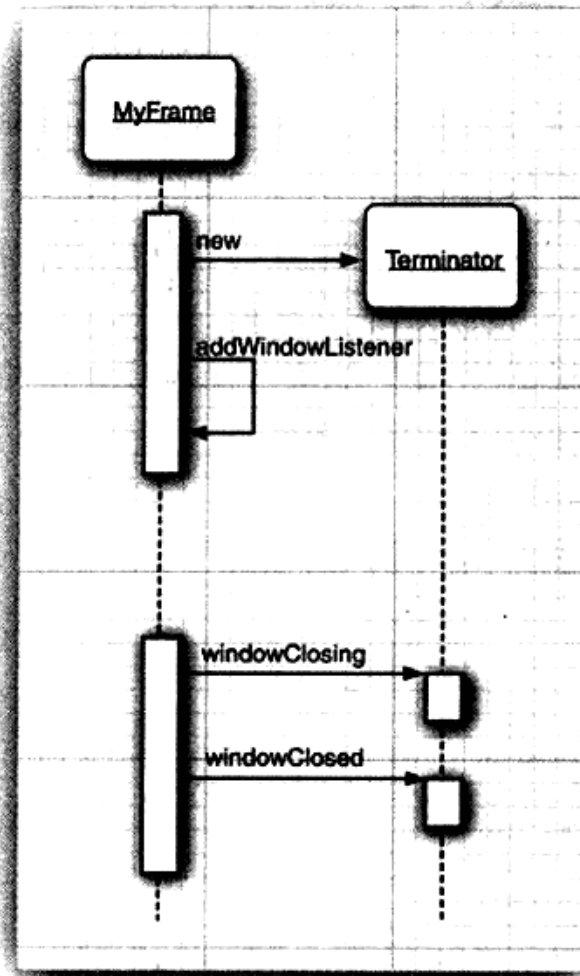 MyFrame
new
Terminator
addWindowListener
windowClosing
windowClosed